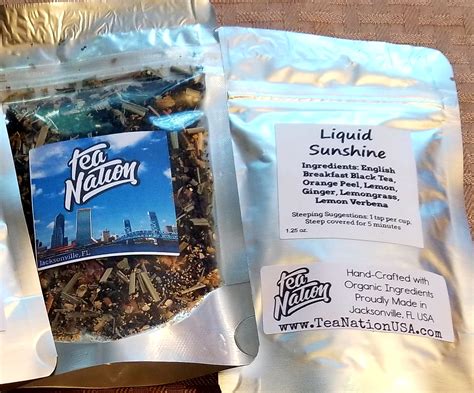 tea
Nation
Jacksonville, FL
Liquid
Sunshine
Ingredients: English
Breakfast Black Tea,
Orange Peel, Lemon,
Ginger, Lemongrass,
Lemon Verbena
Steeping Suggestions: 1 tsp per cup.
Steep covered for 5 minutes
1.25 oz.
tea
Nation
Hand-Crafted with
Organic Ingredients
Proudly Made in
Jacksonville, FL USA
www.TeaNationUSA.com